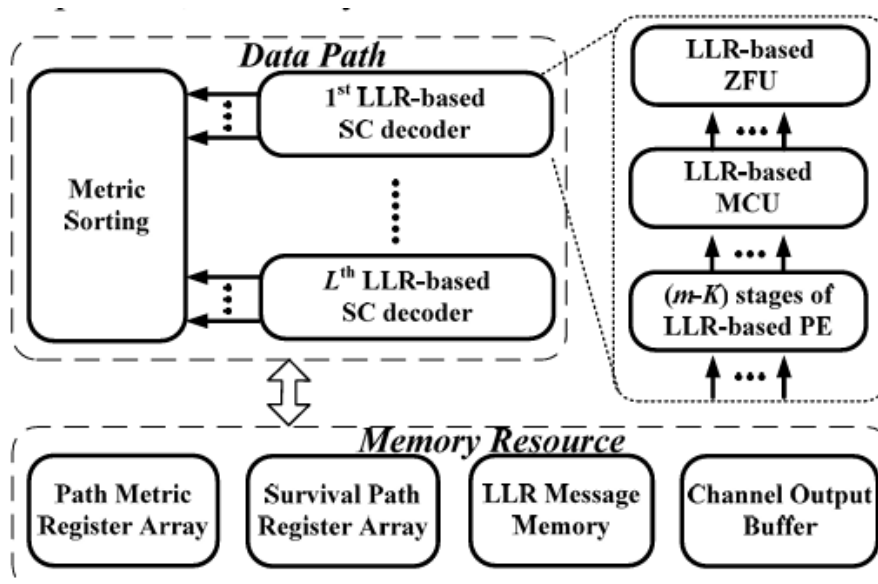 Data Path
Metric
Sorting
1st LLR-based
SC decoder
Lth LLR-based
SC decoder
LLR-based
ZFU
LLR-based
MCU
(m-K) stages of
LLR-based PE
Memory Resource
Path Metric
Register Array
Survival Path
Register Array
LLR Message
Memory
Channel Output
Buffer